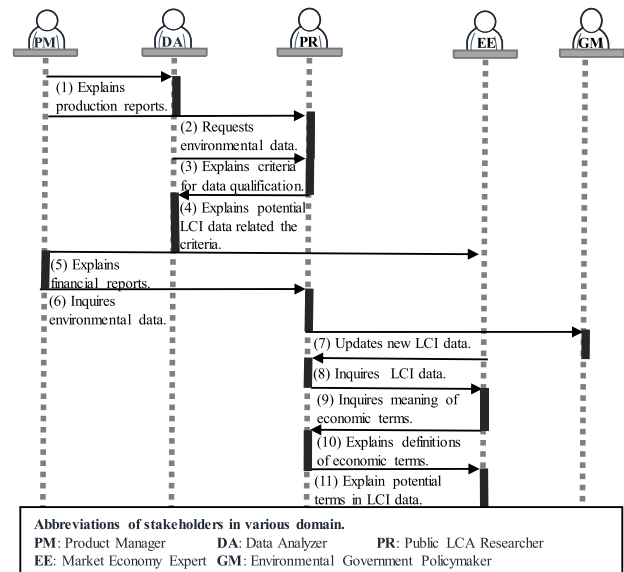 PM DA PR EE GM
(1) Explains
production reports.
(2) Requests
environmental data.
(3) Explains criteria
for data qualification.
(4) Explains potential
LCI data related the
criteria.
(5) Explains
financial reports.
(6) Inquires
environmental data.
(7) Updates new LCI data.
(8) Inquires LCI data.
(9) Inquires meaning of
economic terms.
(10) Explains definitions
of economic terms.
(11) Explain potential
terms in LCI data.
Abbreviations of stakeholders in various domain.
PM: Product Manager DA: Data Analyzer PR: Public LCA Researcher
EE: Market Economy Expert GM: Environmental Government Policymaker